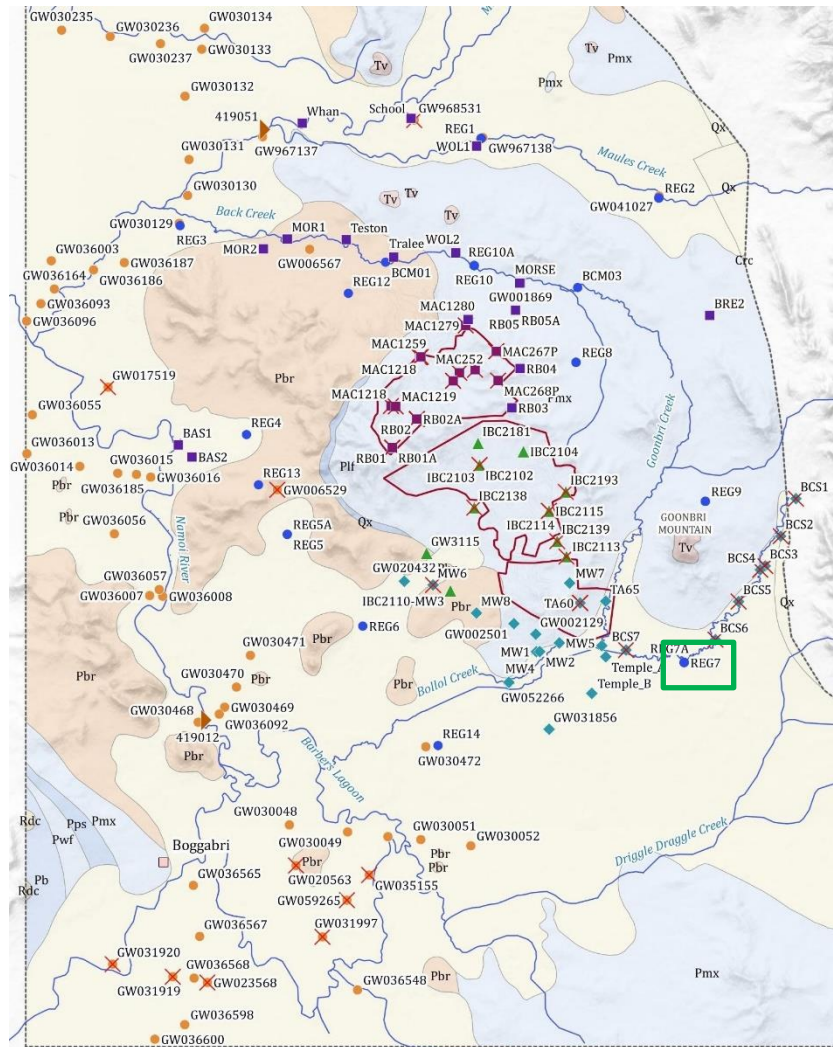 GW030235
GW030236
GW030134
GW030237
GW030133
Tv
Pmx
Tv
GW030132
Pmx
419051
Whan
School
GW968531
Qx
REG1
GW967137
WOL1
GW967138
Maules Creek
GW030131
GW030130
Tv
Tv
REG2
Qx
GW041027
Back Creek
Tv
GW030129
REG3
MOR1
Teston
WOL2
GW036003
MOR2
GW006567
Tralee
REG10A
Crc
GW036164
GW036187
BCM01
REG10
MORSE
BCM03
GW036186
REG12
GW036093
MAC1280
GW001869
BRE2
GW036096
MAC1279
RB05
RB05A
MAC1259
MAC267P
MAC252
REG8
Pbr
MAC1218
RB04
GW017519
MAC1218
MAC1219
MAC268P
Pmx
GW036055
RB02A
RB03
Goonbri Creek
REG4
RB02
BAS1
IBC2181
GW036013
BAS2
RB01
RB01A
IBC2104
GW036015
Plf
GW036014
GW036016
IBC2103
IBC2102
Pbr
GW036185
REG13
GW006529
IBC2193
REG9
BCS1
Pbr
IBC2138
IBC2115
GOONBRI
MOUNTAIN
Qx
GW036056
REG5A
IBC2114
IBC2139
BCS2
REG5
Tv
Namoi River
GW3115
IBC2113
BCS4
BCS3
GW036057
GW020432
MW6
MW7
GW036007
GW036008
IBC2110-MW3
Pbr
MW8
TA60
TA65
BCS5
Qx
REG6
GW002129
GW002501
BCS7
BCS6
GW030471
MW5
REG7A
MW1
MW2
Temple_A
REG7
Pbr
GW030470
MW4
Pbr
Bollol Creek
Temple_B
Pbr
GW052266
GW030468
GW030469
GW036092
GW031856
419012
REG14
Pbr
Barbers Lagoon
GW030472
Rdc
Pps
Pmx
GW030048
GW030051
Pwf
GW030049
GW030052
Driggle Draggle Creek
Boggabri
Pbr
Pbr
Pbr
Pb
GW020563
GW035155
Rdc
GW036565
GW059265
GW036567
GW031997
GW031920
GW036568
Pbr
Pmx
GW031919
GW023568
GW036548
GW036598
GW036600